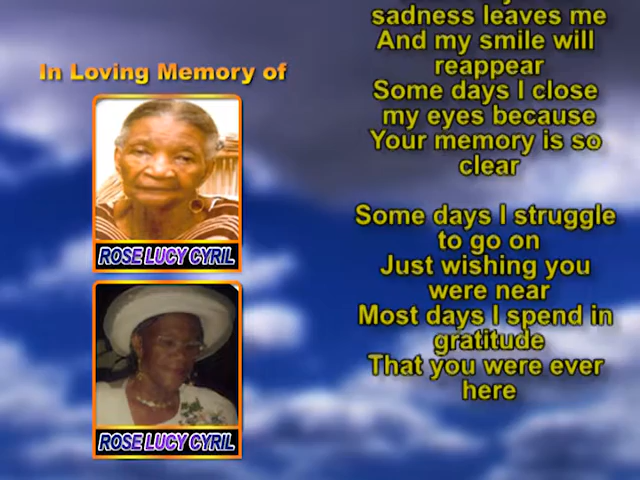 In Loving Memory of
ROSE LUCY CYRIL
ROSE LUCY CYRIL
sadness leaves me
And my smile will
reappear
Some days I close
my eyes because
Your memory is so
clear
Some days I struggle
to go on
Just wishing you
were near
Most days I spend in
gratitude
That you were ever
here